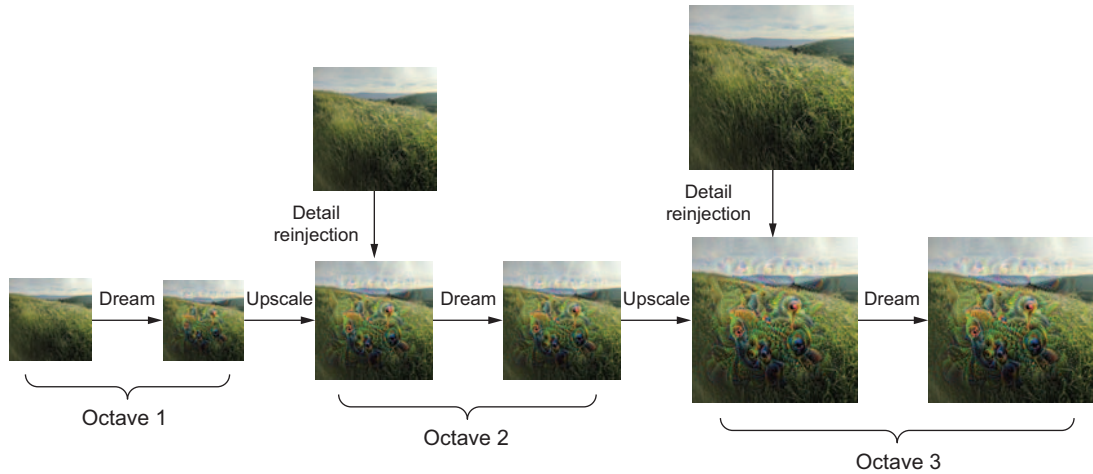 Detail
reinjection
Detail
reinjection
Dream
Upscale
Dream
Upscale
Dream
Octave 1
Octave 2
Octave 3